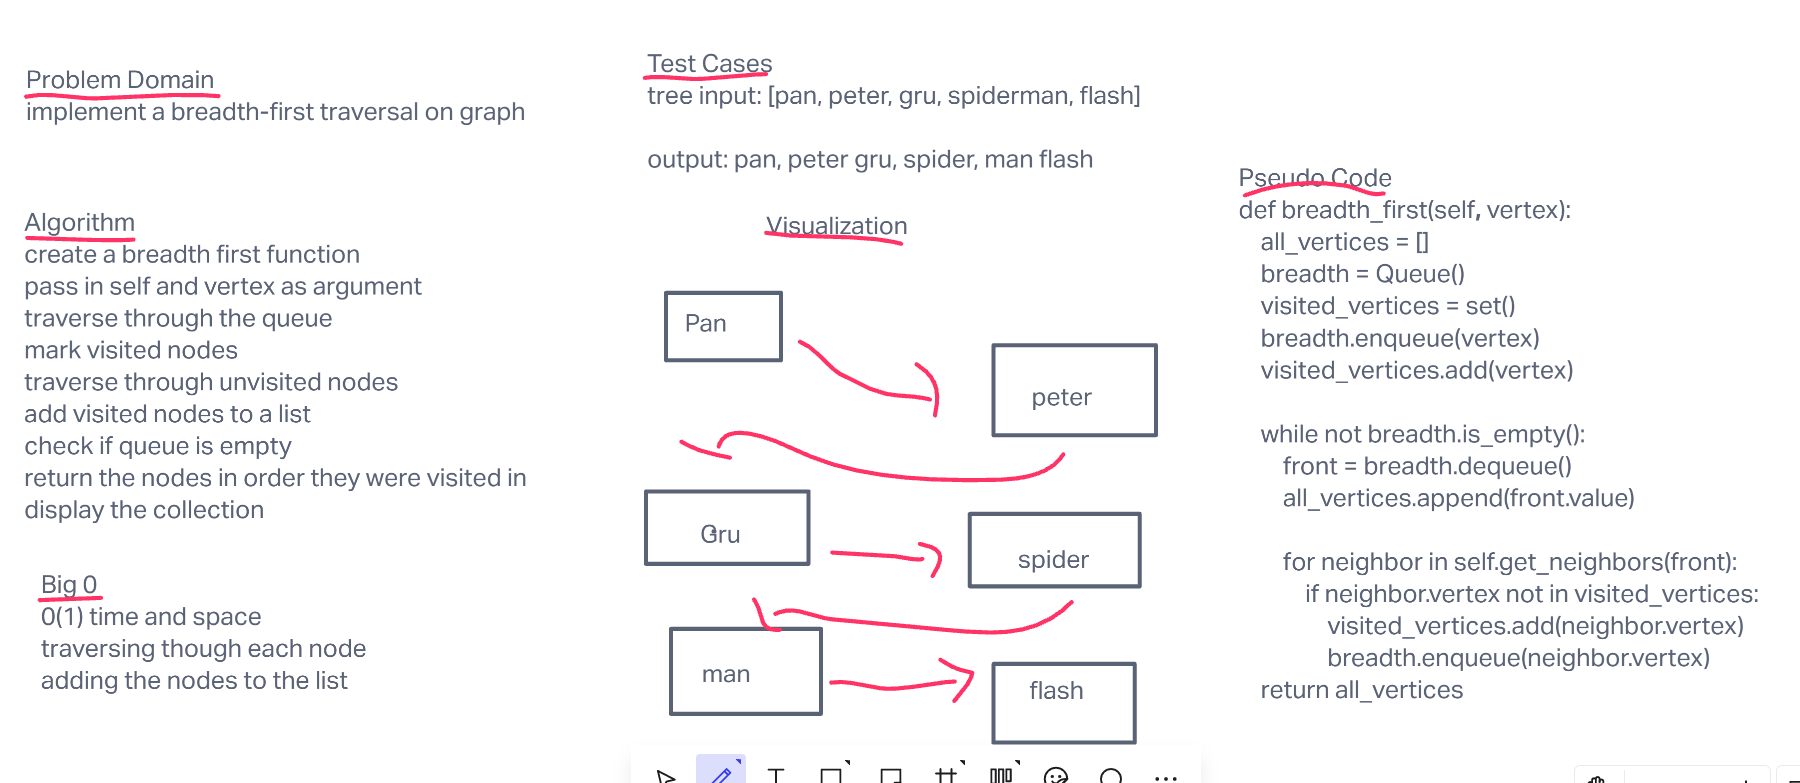 Problem Domain
implement a breadth-first traversal on graph
Algorithm
create a breadth first function
pass in self and vertex as argument
traverse through the queue
mark visited nodes
traverse through unvisited nodes
add visited nodes to a list
check if queue is empty
return the nodes in order they were visited in
display the collection
Big 0
0(1) time and space
traversing though each node
adding the nodes to the list
Test Cases
tree input: [pan, peter, gru, spiderman, flash]
output: pan, peter gru, spider, man flash
Visualization
Pan
peter
Gru
spider
man
flash
Pseudo Code
def breadth_first(self, vertex):
all_vertices = []
breadth = Queue()
visited_vertices = set()
breadth.enqueue(vertex)
visited_vertices.add(vertex)
while not breadth.is_empty():
front = breadth.dequeue()
all_vertices.append(front.value)
for neighbor in self.get_neighbors(front):
if neighbor.vertex not in visited_vertices:
visited_vertices.add(neighbor.vertex)
breadth.enqueue(neighbor.vertex)
return all_vertices